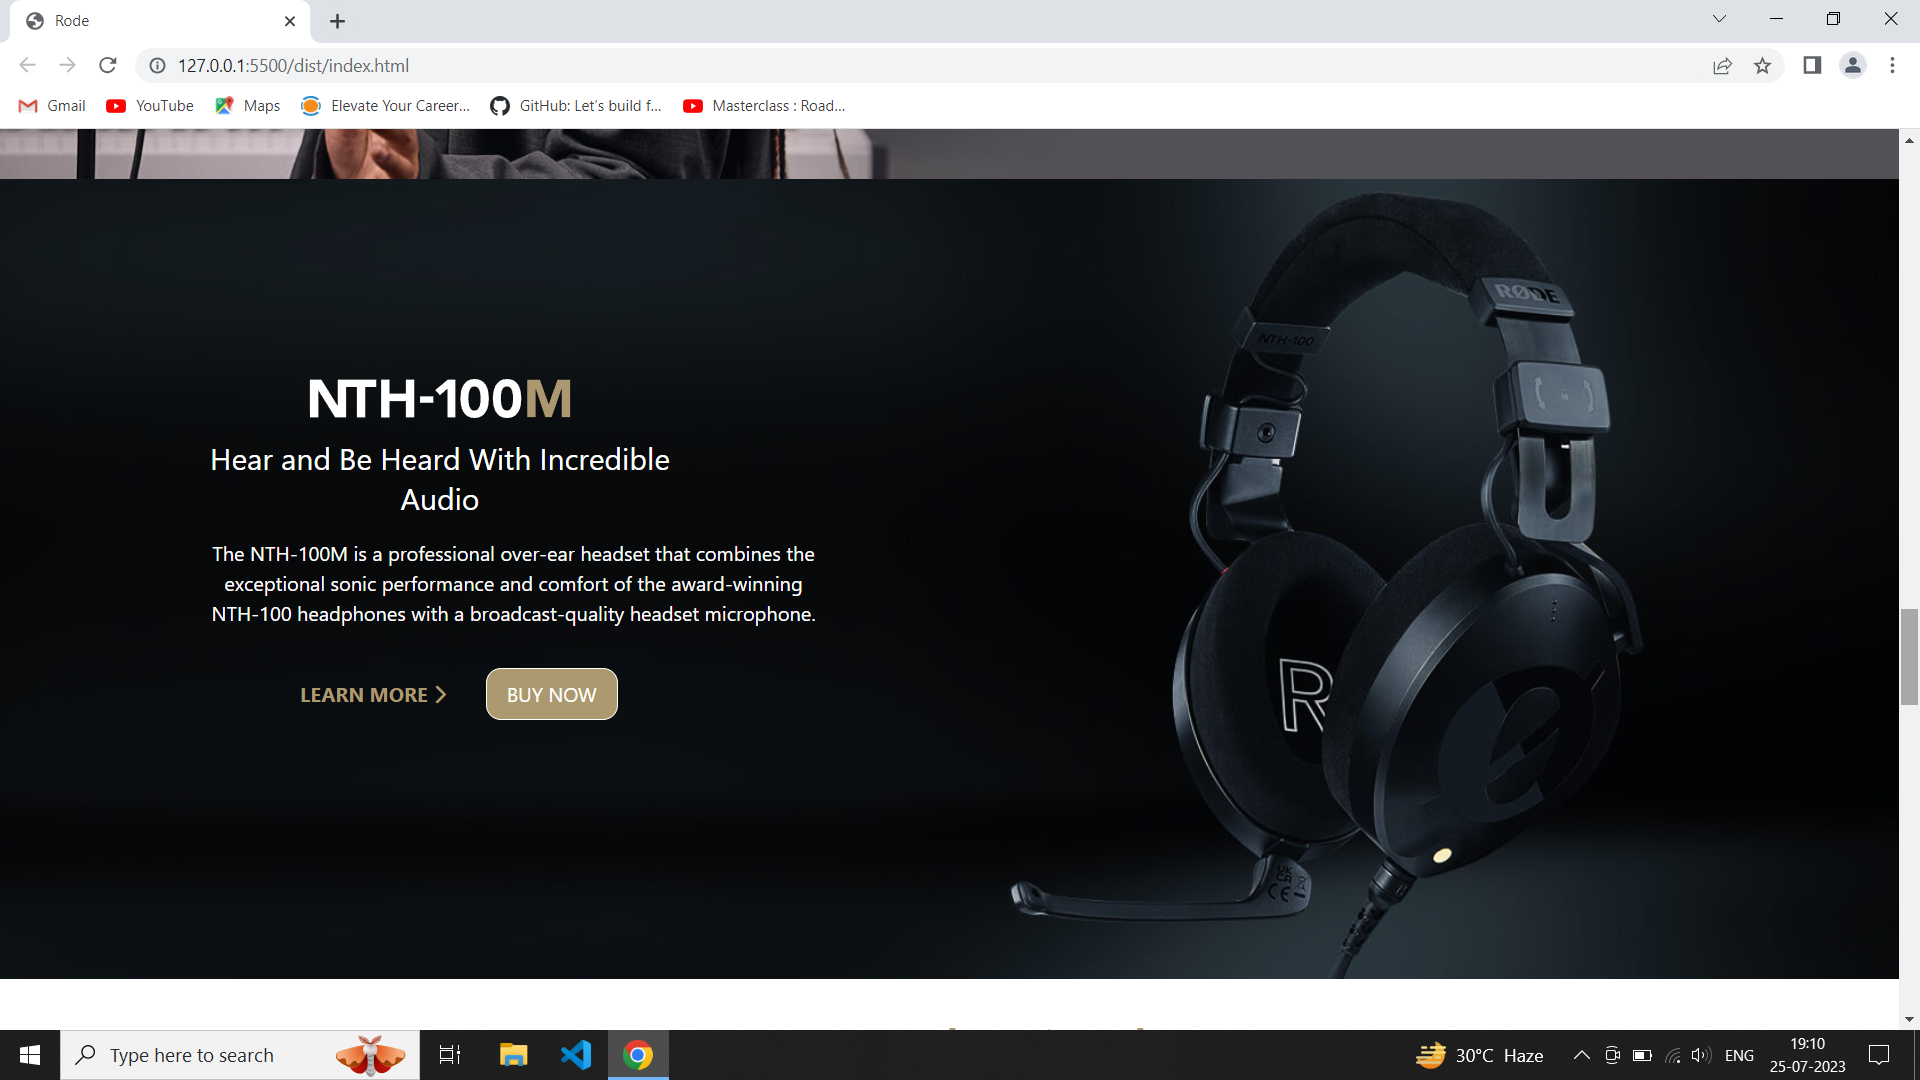 Rode
127.0.0.1:5500/dist/index.html
Gmail
YouTube
Maps
Elevate Your Career...
GitHub: Let's build f...
Masterclass : Road...
RØDE
NTH-100
NTH-100M
Hear and Be Heard With Incredible
Audio
The NTH-100M is a professional over-ear headset that combines the
exceptional sonic performance and comfort of the award-winning
NTH-100 headphones with a broadcast-quality headset microphone.
LEARN MORE
BUY NOW
R
UK
CA
CE
Type here to search
30°C Haze
ENG
19:10
25-07-2023